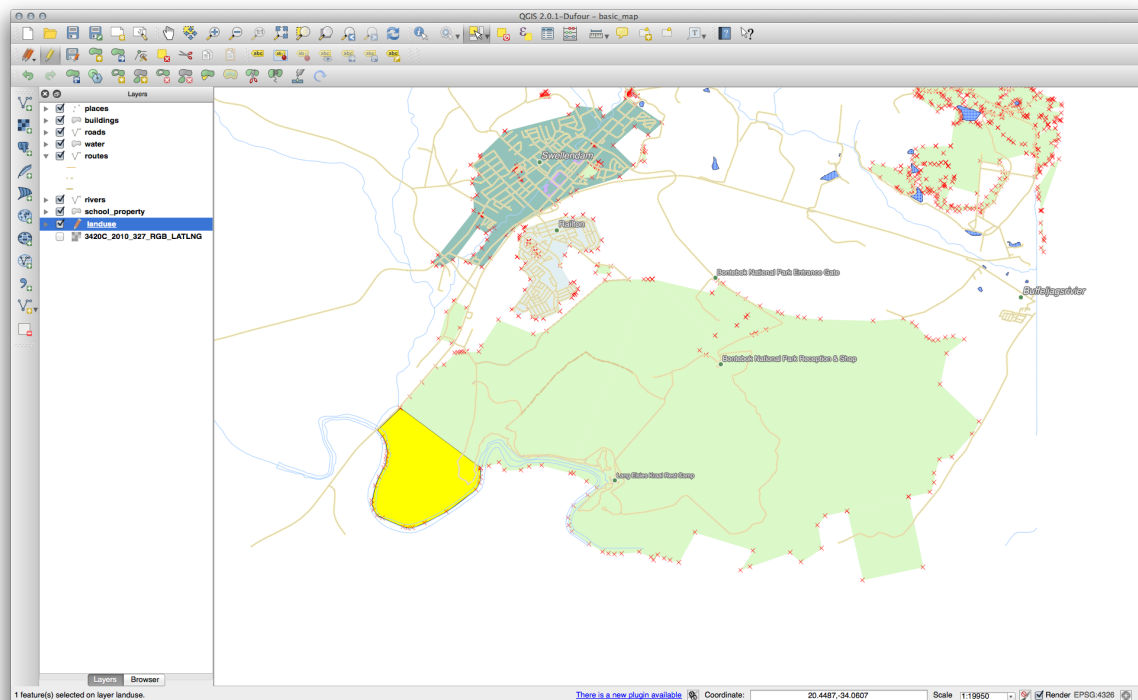 QGIS 2.0.1-Dufour - basic_map
Layers
places
buildings
roads
water
routes
rivers
school_property
landuse
3420C_2010_327_RGB_LATLNG
Swellendam
Railton
Bontebok National Park Entrance Gate
Buffeljagsrivier
Bontebok National Park Reception & Shop
Lang Elsies Kraal Rest Camp
Layers Browser
1 feature(s) selected on layer landuse.
There is a new plugin available
Coordinate: 20.4487,-34.0607
Scale 1:19950
Render EPSG:4326